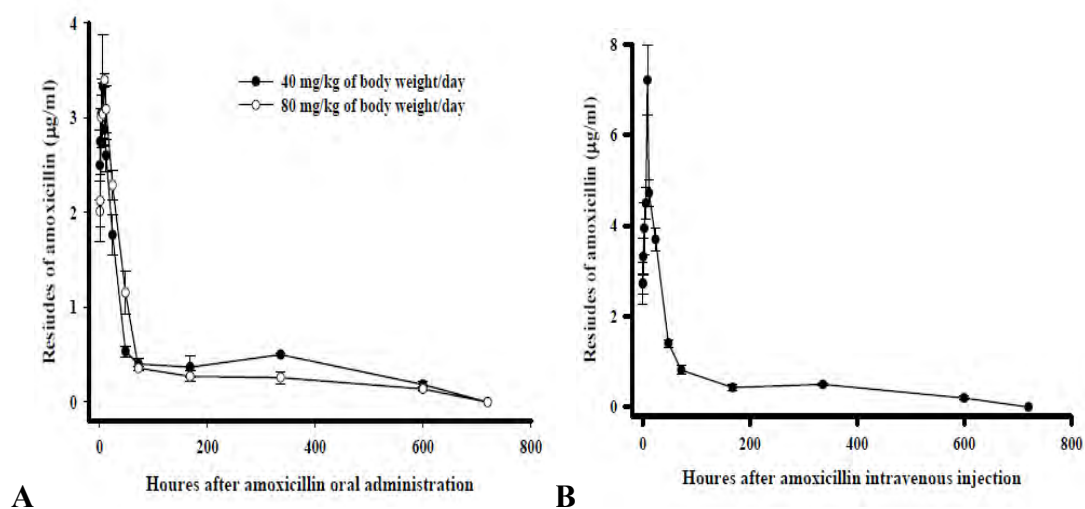 4
3
2
1
0
Resiudes of amoxicillin (µg/ml)
40 mg/kg of body weight/day
80 mg/kg of body weight/day
0 200 400 600 800
Houres after amoxicillin oral administration
A
8
6
4
2
0
Resiudes of amoxicillin (µg/ml)
0 200 400 600 800
Houres after amoxicillin intravenous injection
B